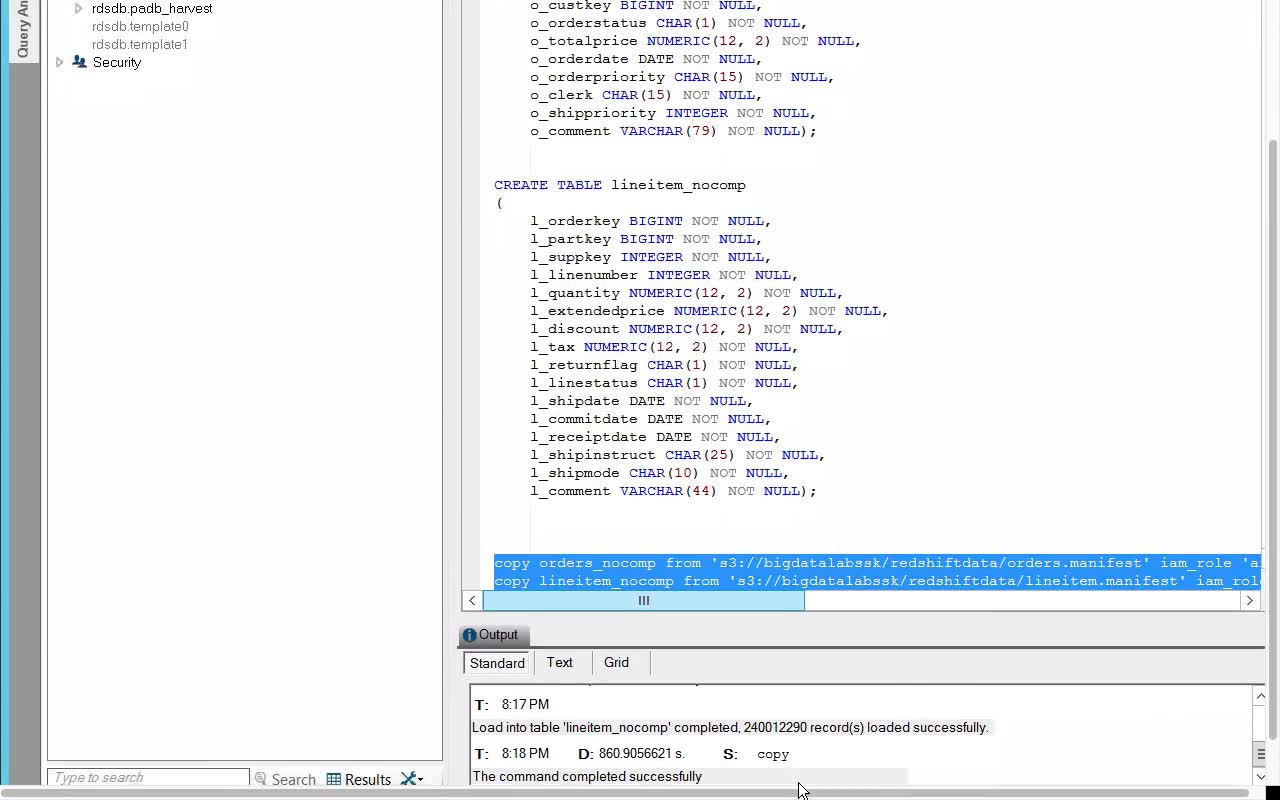 Query An
rdsdb.padb_harvest
rdsdb.template0
rdsdb.template1
Security
o_custkey BIGINT NOT NULL,
o_orderstatus CHAR(1) NOT NULL,
o_totalprice NUMERIC(12, 2) NOT NULL,
o_orderdate DATE NOT NULL,
o_orderpriority CHAR(15) NOT NULL,
o_clerk CHAR(15) NOT NULL,
o_shippriority INTEGER NOT NULL,
o_comment VARCHAR(79) NOT NULL);
CREATE TABLE lineitem_nocomp
(
l_orderkey BIGINT NOT NULL,
l_partkey BIGINT NOT NULL,
l_suppkey INTEGER NOT NULL,
l_linenumber INTEGER NOT NULL,
l_quantity NUMERIC(12, 2) NOT NULL,
l_extendedprice NUMERIC(12, 2) NOT NULL,
l_discount NUMERIC(12, 2) NOT NULL,
l_tax NUMERIC(12, 2) NOT NULL,
l_returnflag CHAR(1) NOT NULL,
l_linestatus CHAR(1) NOT NULL,
l_shipdate DATE NOT NULL,
l_commitdate DATE NOT NULL,
l_receiptdate DATE NOT NULL,
l_shipinstruct CHAR(25) NOT NULL,
l_shipmode CHAR(10) NOT NULL,
l_comment VARCHAR(44) NOT NULL);
copy orders_nocomp from 's3://bigdatalabssk/redshiftdata/orders.manifest' iam_role 'a
copy lineitem_nocomp from 's3://bigdatalabssk/redshiftdata/lineitem.manifest' iam_role
Output
Standard Text Grid
T: 8:17 PM
Load into table 'lineitem_nocomp' completed, 240012290 record(s) loaded successfully.
T: 8:18 PM D: 860.9056621 s. S: copy
The command completed successfully
Type to search Search Results